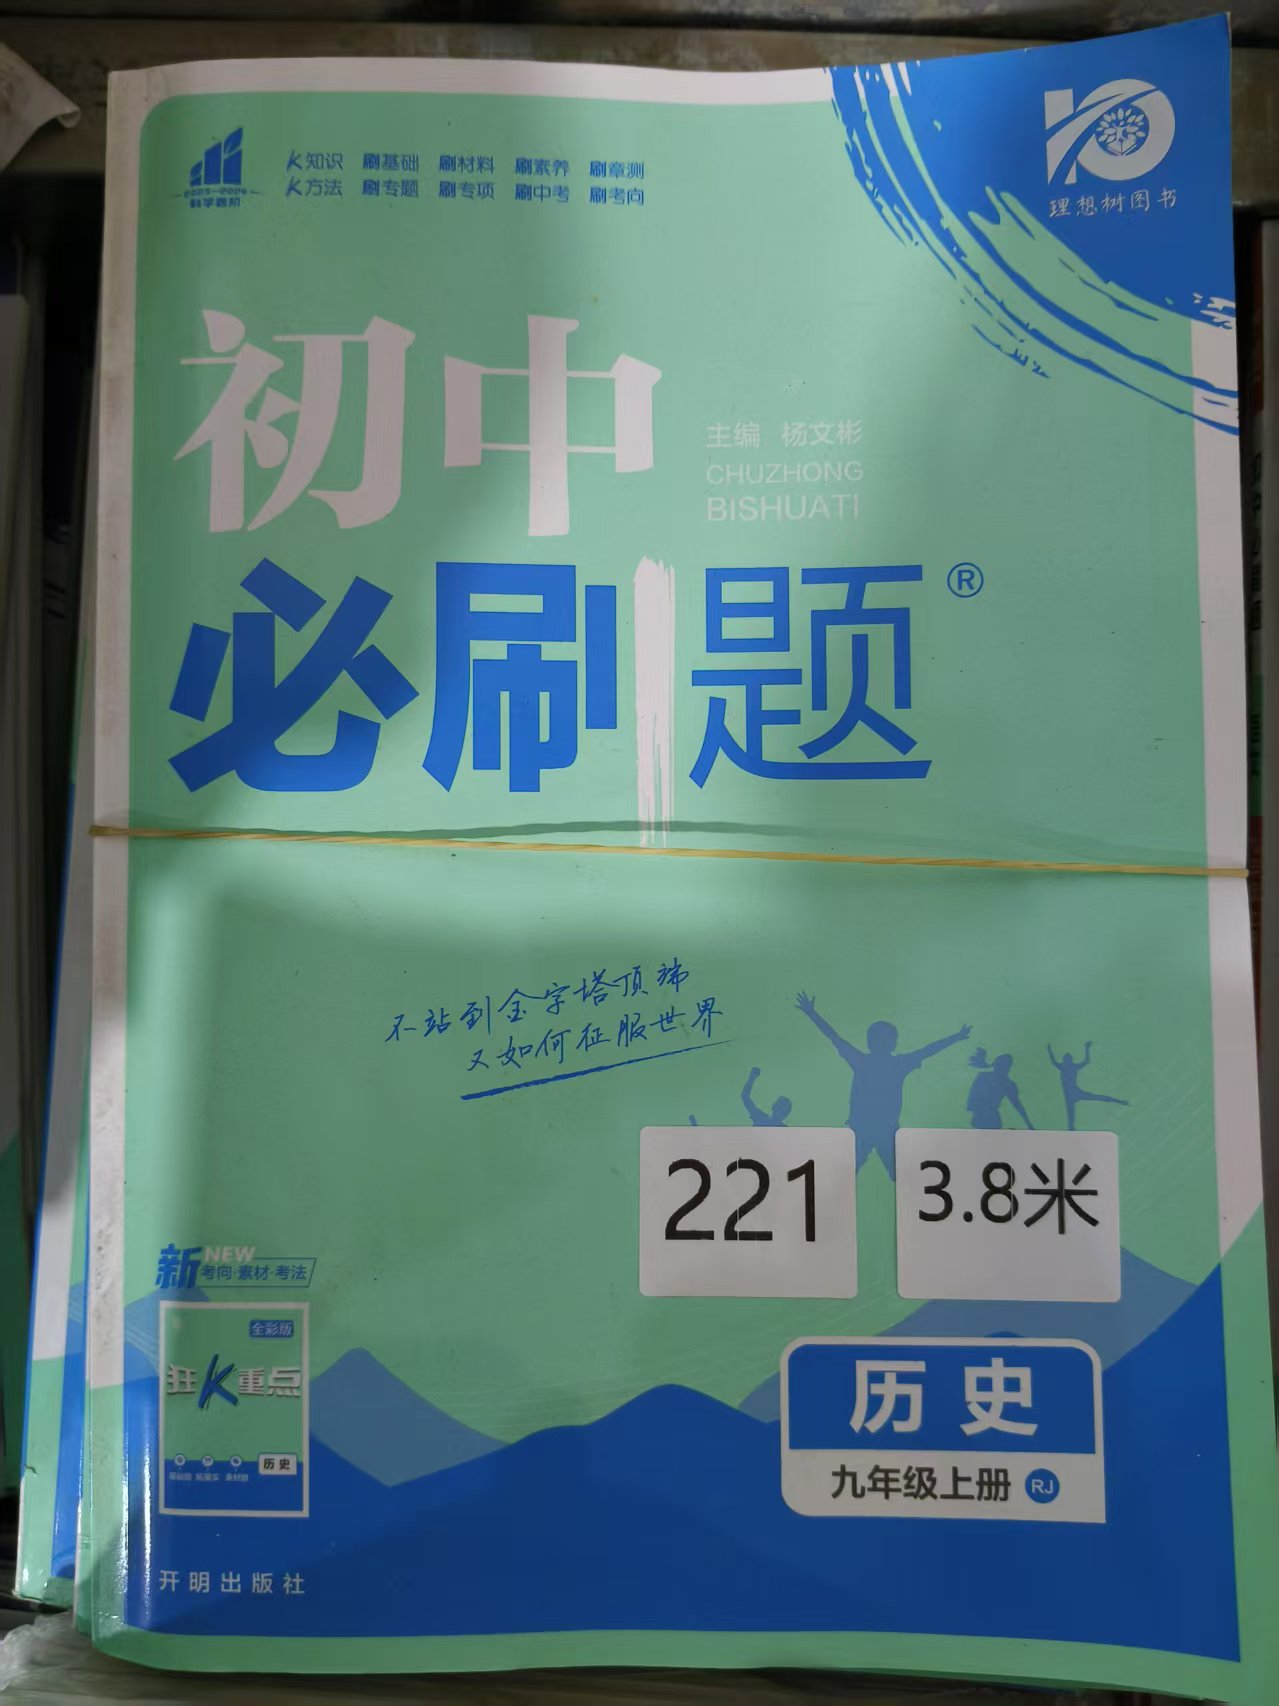 K知识 刷基础 刷材料 刷素养 刷章测
K方法 刷专题 刷专项 刷中考 刷考向
2023—2024
科学智阶
理想树图书
初中
主编 杨文彬
CHUZHONG
BISHUATI
必刷题®
不站到金字塔顶端
又如何征服世界
221
3.8米
新NEW
考向·素材·考法
全彩版
狂K重点
历史
历史
九年级上册 RJ
开明出版社